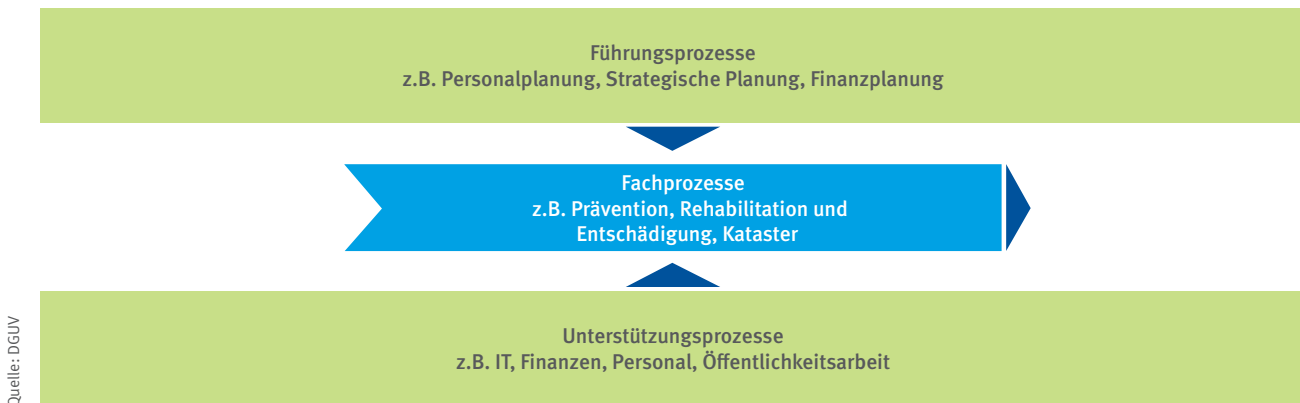 Führungsprozesse
z.B. Personalplanung, Strategische Planung, Finanzplanung
Fachprozesse
z.B. Prävention, Rehabilitation und
Entschädigung, Kataster
Unterstützungsprozesse
z.B. IT, Finanzen, Personal, Öffentlichkeitsarbeit
Quelle: DGUV